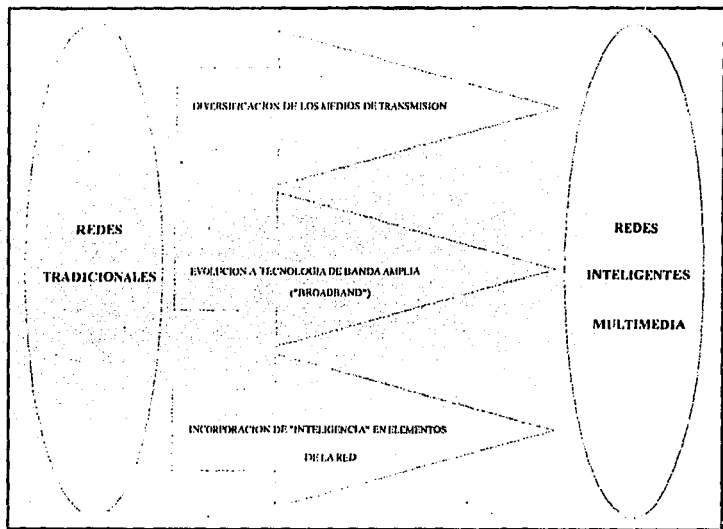 REDES
TRADICIONALES
DIVERSIFICACION DE LOS MEDIOS DE TRANSMISION
EVOLUCION A TECNOLOGIA DE BANDA AMPLIA
("BROADBAND")
INCORPORACION DE "INTELIGENCIA" EN ELEMENTOS
DE LA RED
REDES
INTELIGENTES
MULTIMEDIA